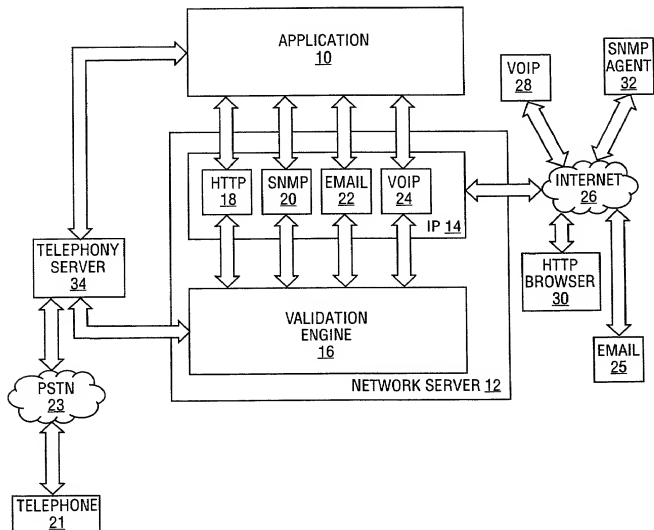 APPLICATION
10
VOIP
28
SNMP
AGENT
32
HTTP
18
SNMP
20
EMAIL
22
VOIP
24
IP 14
INTERNET
26
TELEPHONY
SERVER
34
HTTP
BROWSER
30
VALIDATION
ENGINE
16
EMAIL
25
NETWORK SERVER 12
PSTN
23
TELEPHONE
21